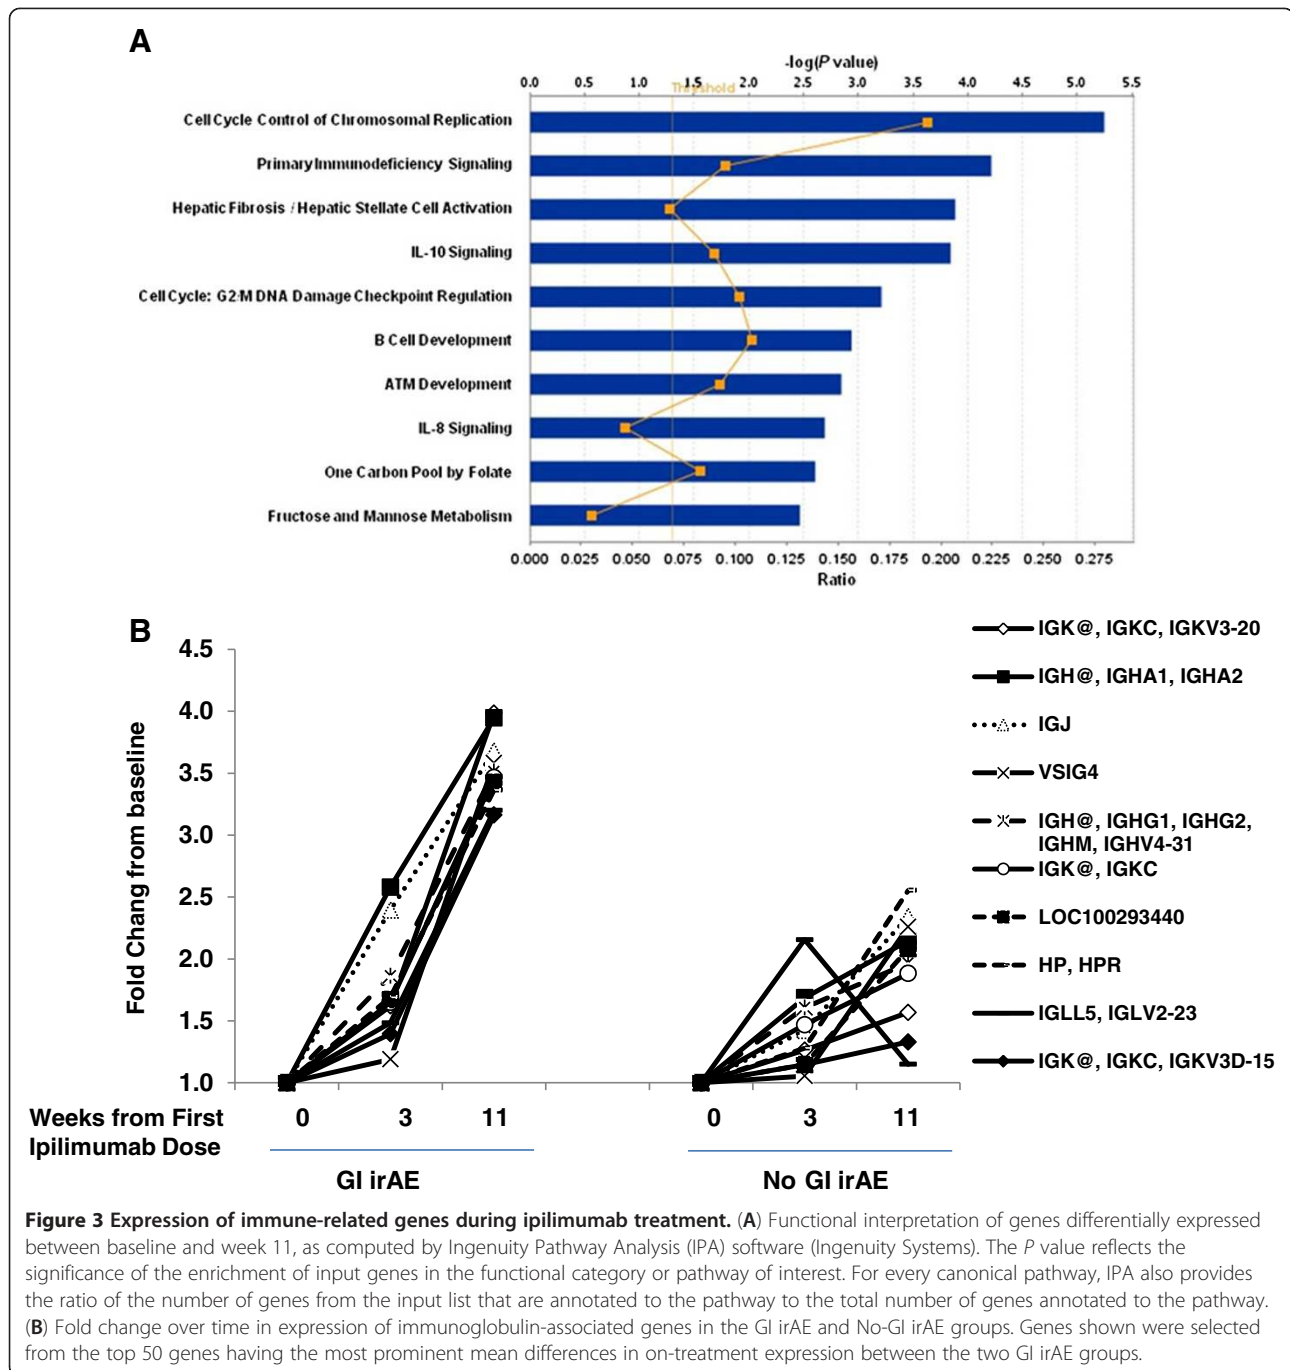 A
-log(P value)
0.0 0.5 1.0 1.5 2.0 2.5 3.0 3.5 4.0 4.5 5.0 5.5
Threshold
Cell Cycle Control of Chromosomal Replication
Primary Immunodeficiency Signaling
Hepatic Fibrosis / Hepatic Stellate Cell Activation
IL-10 Signaling
Cell Cycle: G2/M DNA Damage Checkpoint Regulation
B Cell Development
ATM Development
IL-8 Signaling
One Carbon Pool by Folate
Fructose and Mannose Metabolism
0.000 0.025 0.050 0.075 0.100 0.125 0.150 0.175 0.200 0.225 0.250 0.275
Ratio
B
Fold Chang from baseline
4.5
4.0
3.5
3.0
2.5
2.0
1.5
1.0
IGK@, IGKC, IGKV3-20
IGH@, IGHA1, IGHA2
IGJ
VSIG4
IGH@, IGHG1, IGHG2,
IGHM, IGHV4-31
IGK@, IGKC
LOC100293440
HP, HPR
IGLL5, IGLV2-23
IGK@, IGKC, IGKV3D-15
Weeks from First
Ipilimumab Dose
0 3 11 0 3 11
GI irAE No GI irAE
Figure 3 Expression of immune-related genes during ipilimumab treatment. (A) Functional interpretation of genes differentially expressed
between baseline and week 11, as computed by Ingenuity Pathway Analysis (IPA) software (Ingenuity Systems). The P value reflects the
significance of the enrichment of input genes in the functional category or pathway of interest. For every canonical pathway, IPA also provides
the ratio of the number of genes from the input list that are annotated to the pathway to the total number of genes annotated to the pathway.
(B) Fold change over time in expression of immunoglobulin-associated genes in the GI irAE and No-GI irAE groups. Genes shown were selected
from the top 50 genes having the most prominent mean differences in on-treatment expression between the two GI irAE groups.